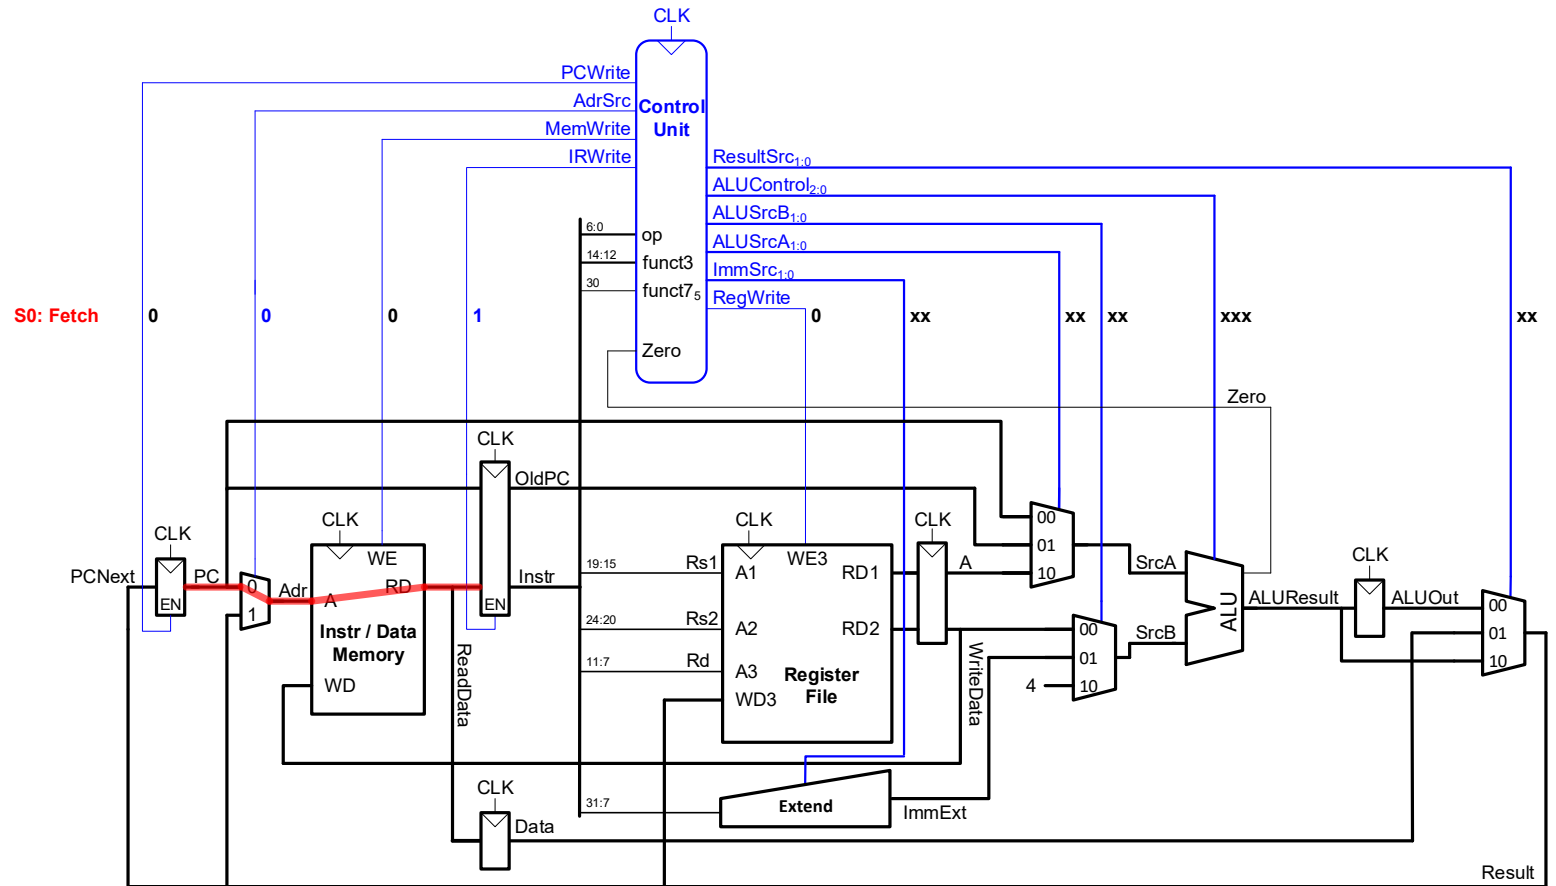 CLK
PCWrite
AdrSrc
MemWrite
IRWrite
Control
Unit
ResultSrc1:0
ALUControl2:0
ALUSrcB1:0
ALUSrcA1:0
ImmSrc1:0
RegWrite
6:0
op
14:12
funct3
30
funct75
Zero
S0: Fetch
0
0
0
1
0
xx
xx
xx
xxx
xx
Zero
CLK
OldPC
CLK
PCNext
EN
PC
0
1
Adr
CLK
WE
A
RD
Instr / Data
Memory
WD
ReadData
EN
Instr
19:15
Rs1
24:20
Rs2
11:7
Rd
CLK
WE3
A1
RD1
A2
RD2
A3
WD3
Register
File
CLK
A
WriteData
00
01
10
SrcA
00
01
10
4
SrcB
ALU
ALUResult
CLK
ALUOut
00
01
10
CLK
Data
31:7
Extend
ImmExt
Result